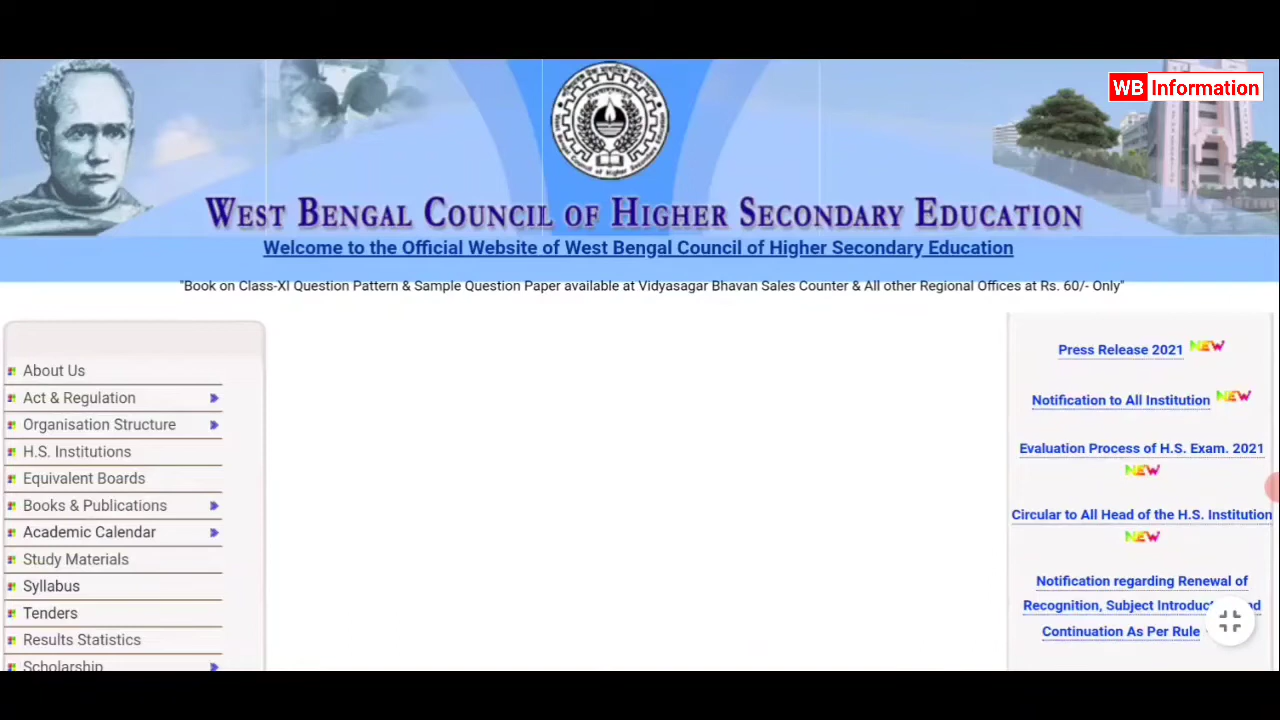 WB Information
West Bengal Council of Higher Secondary Education
Welcome to the Official Website of West Bengal Council of Higher Secondary Education
"Book on Class-XI Question Pattern & Sample Question Paper available at Vidyasagar Bhavan Sales Counter & All other Regional Offices at Rs. 60/- Only"
About Us
Act & Regulation
Organisation Structure
H.S. Institutions
Equivalent Boards
Books & Publications
Academic Calendar
Study Materials
Syllabus
Tenders
Results Statistics
Scholarship
Press Release 2021 NEW
Notification to All Institution NEW
Evaluation Process of H.S. Exam. 2021
NEW
Circular to All Head of the H.S. Institution
NEW
Notification regarding Renewal of
Recognition, Subject
Continuation As Per Rule